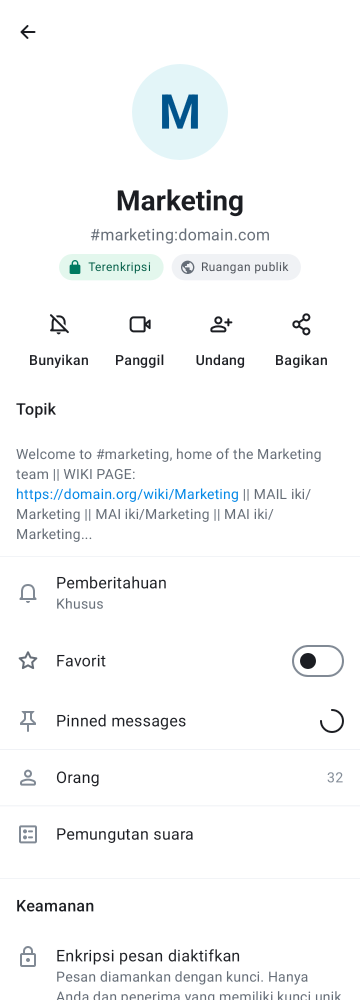 M
Marketing
#marketing:domain.com
Terenkripsi
Ruangan publik
Bunyikan
Panggil
Undang
Bagikan
Topik
Welcome to #marketing, home of the Marketing
team || WIKI PAGE:
https://domain.org/wiki/Marketing || MAIL iki/
Marketing || MAI iki/Marketing || MAI iki/
Marketing...
Pemberitahuan
Khusus
Favorit
Pinned messages
Orang
32
Pemungutan suara
Keamanan
Enkripsi pesan diaktifkan
Pesan diamankan dengan kunci. Hanya
Anda dan penerima yang memiliki kunci unik